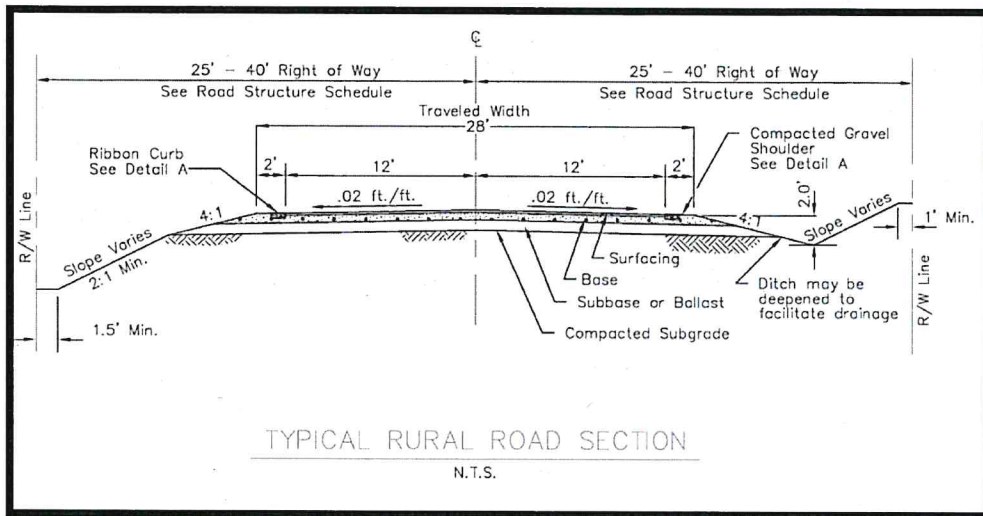 ℄
25' - 40' Right of Way
See Road Structure Schedule
25' - 40' Right of Way
See Road Structure Schedule
Traveled Width
28'
Ribbon Curb
See Detail A
Compacted Gravel
Shoulder
See Detail A
2'
12'
12'
2'
.02 ft./ft.
.02 ft./ft.
4:1
4:1
2.0'
Slope Varies
2:1 Min.
Slope Varies
1' Min.
R/W Line
R/W Line
Surfacing
Base
Subbase or Ballast
Compacted Subgrade
Ditch may be
deepened to
facilitate drainage
1.5' Min.
TYPICAL RURAL ROAD SECTION
N.T.S.